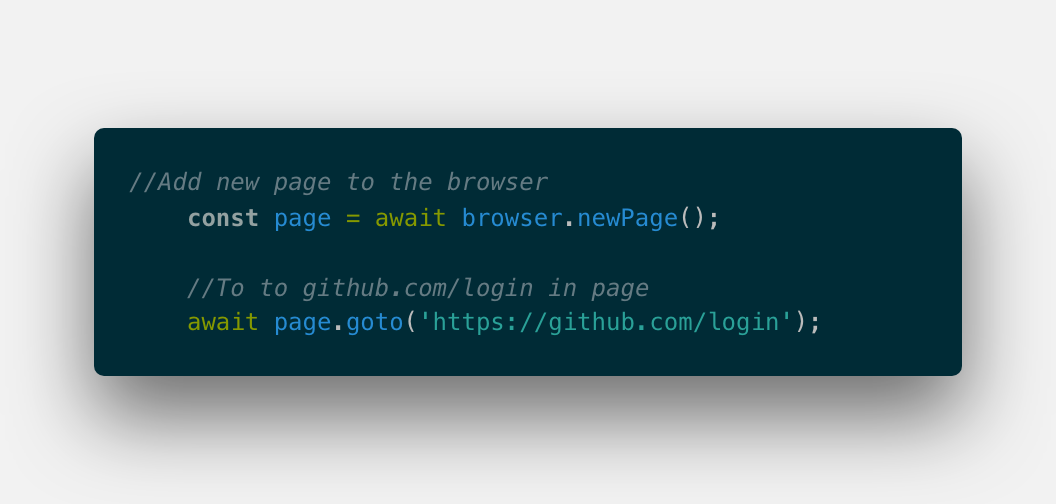 //Add new page to the browser
const page = await browser.newPage();
//To to github.com/login in page
await page.goto('https://github.com/login');